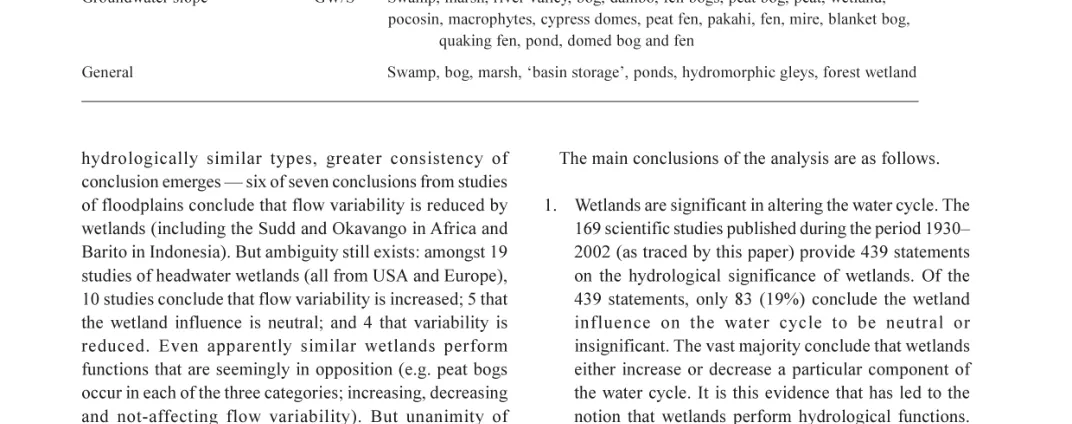 pocosin, macrophytes, cypress domes, peat fen, pakahi, fen, mire, blanket bog,
quaking fen, pond, domed bog and fen
General Swamp, bog, marsh, ‘basin storage’, ponds, hydromorphic gleys, forest wetland
hydrologically similar types, greater consistency of
conclusion emerges — six of seven conclusions from studies
of floodplains conclude that flow variability is reduced by
wetlands (including the Sudd and Okavango in Africa and
Barito in Indonesia). But ambiguity still exists: amongst 19
studies of headwater wetlands (all from USA and Europe),
10 studies conclude that flow variability is increased; 5 that
the wetland influence is neutral; and 4 that variability is
reduced. Even apparently similar wetlands perform
functions that are seemingly in opposition (e.g. peat bogs
occur in each of the three categories; increasing, decreasing
and not-affecting flow variability). But unanimity of
The main conclusions of the analysis are as follows.
1. Wetlands are significant in altering the water cycle. The
169 scientific studies published during the period 1930–
2002 (as traced by this paper) provide 439 statements
on the hydrological significance of wetlands. Of the
439 statements, only 83 (19%) conclude the wetland
influence on the water cycle to be neutral or
insignificant. The vast majority conclude that wetlands
either increase or decrease a particular component of
the water cycle. It is this evidence that has led to the
notion that wetlands perform hydrological functions.